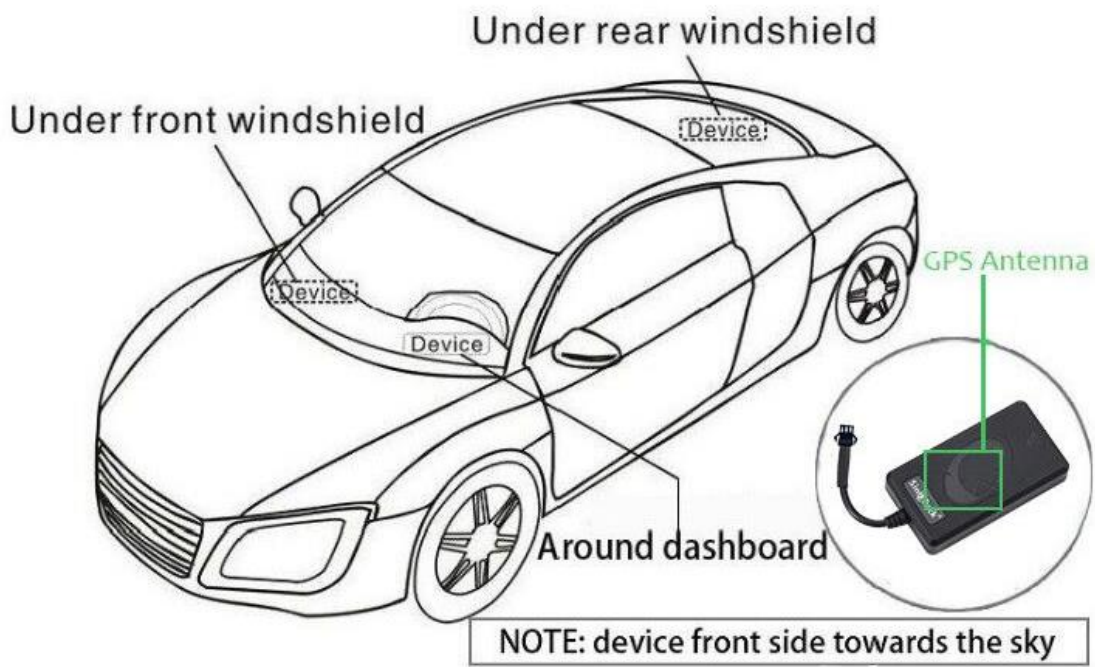 Under rear windshield
Under front windshield
Device
GPS Antenna
Device
Device
Around dashboard
NOTE: device front side towards the sky